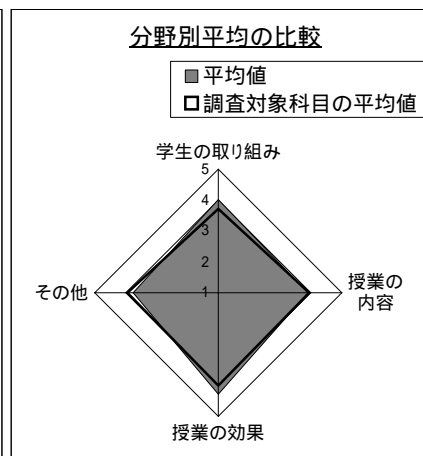 分野別平均の比較
平均値
調査対象科目の平均値
学生の取り組み
5
4
3
2
1
その他
授業の
内容
授業の効果